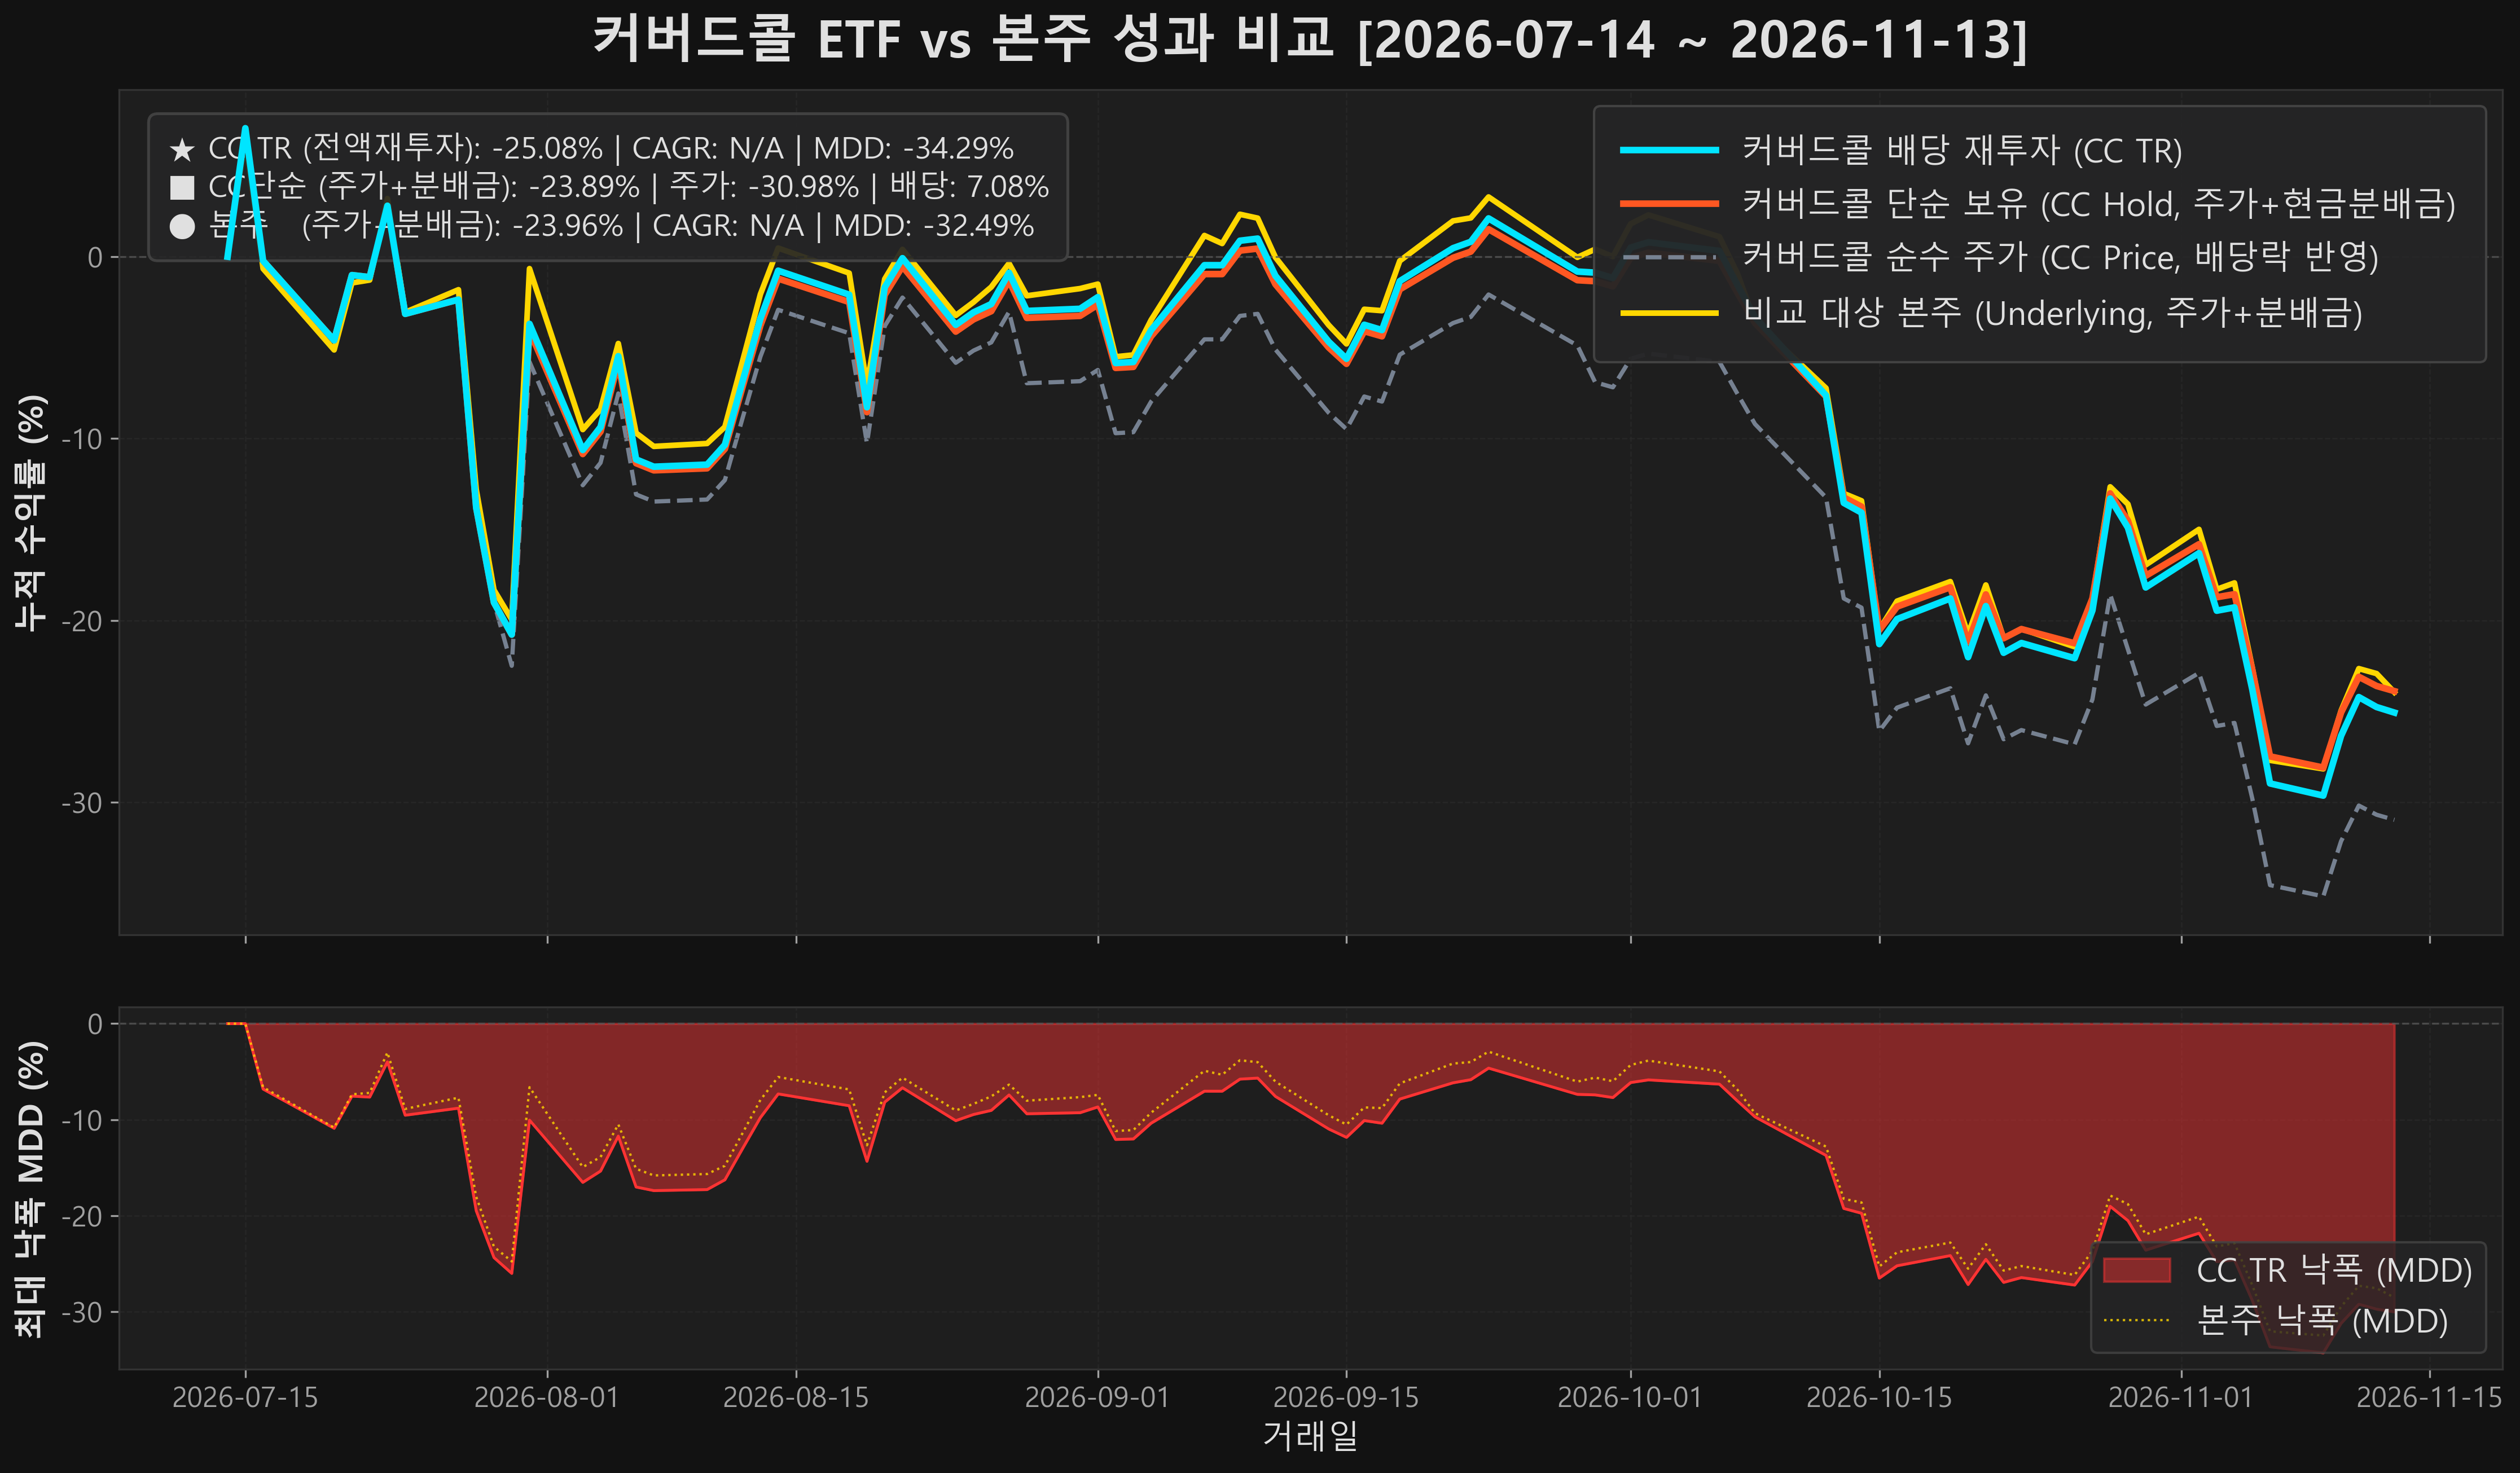 커버드콜 ETF vs 본주 성과 비교 [2026-07-14 ~ 2026-11-13]
★ CC TR (전액재투자): -25.08% | CAGR: N/A | MDD: -34.29%
■ CC단순 (주가+분배금): -23.89% | 주가: -30.98% | 배당: 7.08%
● 본주 (주가+분배금): -23.96% | CAGR: N/A | MDD: -32.49%
커버드콜 배당 재투자 (CC TR)
커버드콜 단순 보유 (CC Hold, 주가+현금분배금)
커버드콜 순수 주가 (CC Price, 배당락 반영)
비교 대상 본주 (Underlying, 주가+분배금)
누적 수익률 (%)
0
-10
-20
-30
최대 낙폭 MDD (%)
0
-10
-20
-30
CC TR 낙폭 (MDD)
본주 낙폭 (MDD)
2026-07-15 2026-08-01 2026-08-15 2026-09-01 2026-09-15 2026-10-01 2026-10-15 2026-11-01 2026-11-15
거래일